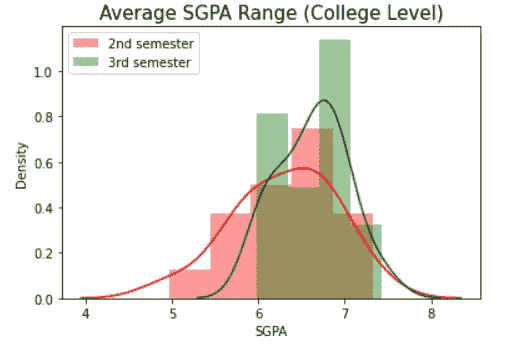 Average SGPA Range (College Level)
2nd semester
3rd semester
Density
1.0
0.8
0.6
0.4
0.2
0.0
4 5 6 7 8
SGPA